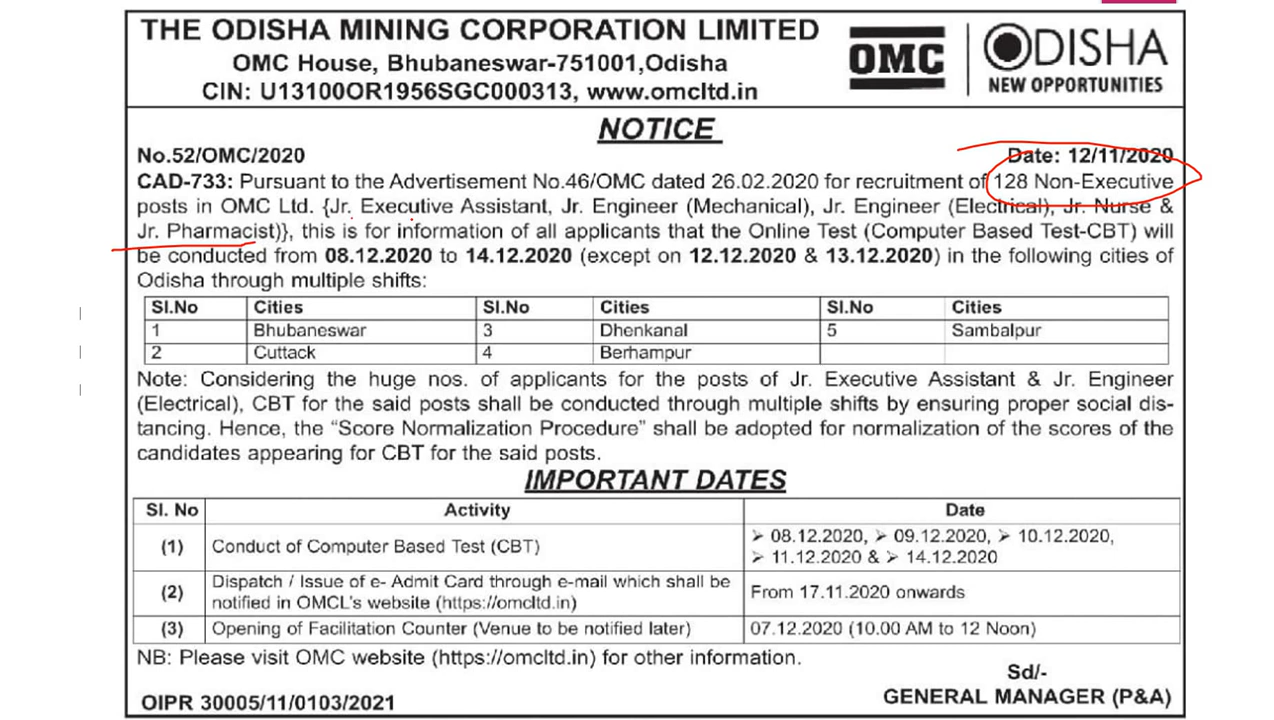 THE ODISHA MINING CORPORATION LIMITED
OMC House, Bhubaneswar-751001,Odisha
CIN: U13100OR1956SGC000313, www.omcltd.in
OMC
ODISHA
NEW OPPORTUNITIES
NOTICE
No.52/OMC/2020 Date: 12/11/2020
CAD-733: Pursuant to the Advertisement No.46/OMC dated 26.02.2020 for recruitment of 128 Non-Executive
posts in OMC Ltd. {Jr. Executive Assistant, Jr. Engineer (Mechanical), Jr. Engineer (Electrical), Jr. Nurse &
Jr. Pharmacist)}, this is for information of all applicants that the Online Test (Computer Based Test-CBT) will
be conducted from 08.12.2020 to 14.12.2020 (except on 12.12.2020 & 13.12.2020) in the following cities of
Odisha through multiple shifts:
Sl.No Cities Sl.No Cities Sl.No Cities
1 Bhubaneswar 3 Dhenkanal 5 Sambalpur
2 Cuttack 4 Berhampur
Note: Considering the huge nos. of applicants for the posts of Jr. Executive Assistant & Jr. Engineer
(Electrical), CBT for the said posts shall be conducted through multiple shifts by ensuring proper social dis-
tancing. Hence, the “Score Normalization Procedure” shall be adopted for normalization of the scores of the
candidates appearing for CBT for the said posts.
IMPORTANT DATES
Sl. No Activity Date
(1) Conduct of Computer Based Test (CBT) ➢ 08.12.2020, ➢ 09.12.2020, ➢ 10.12.2020,
➢ 11.12.2020 & ➢ 14.12.2020
(2) Dispatch / Issue of e- Admit Card through e-mail which shall be
notified in OMCL's website (https://omcltd.in) From 17.11.2020 onwards
(3) Opening of Facilitation Counter (Venue to be notified later) 07.12.2020 (10.00 AM to 12 Noon)
NB: Please visit OMC website (https://omcltd.in) for other information.
Sd/-
OIPR 30005/11/0103/2021 GENERAL MANAGER (P&A)